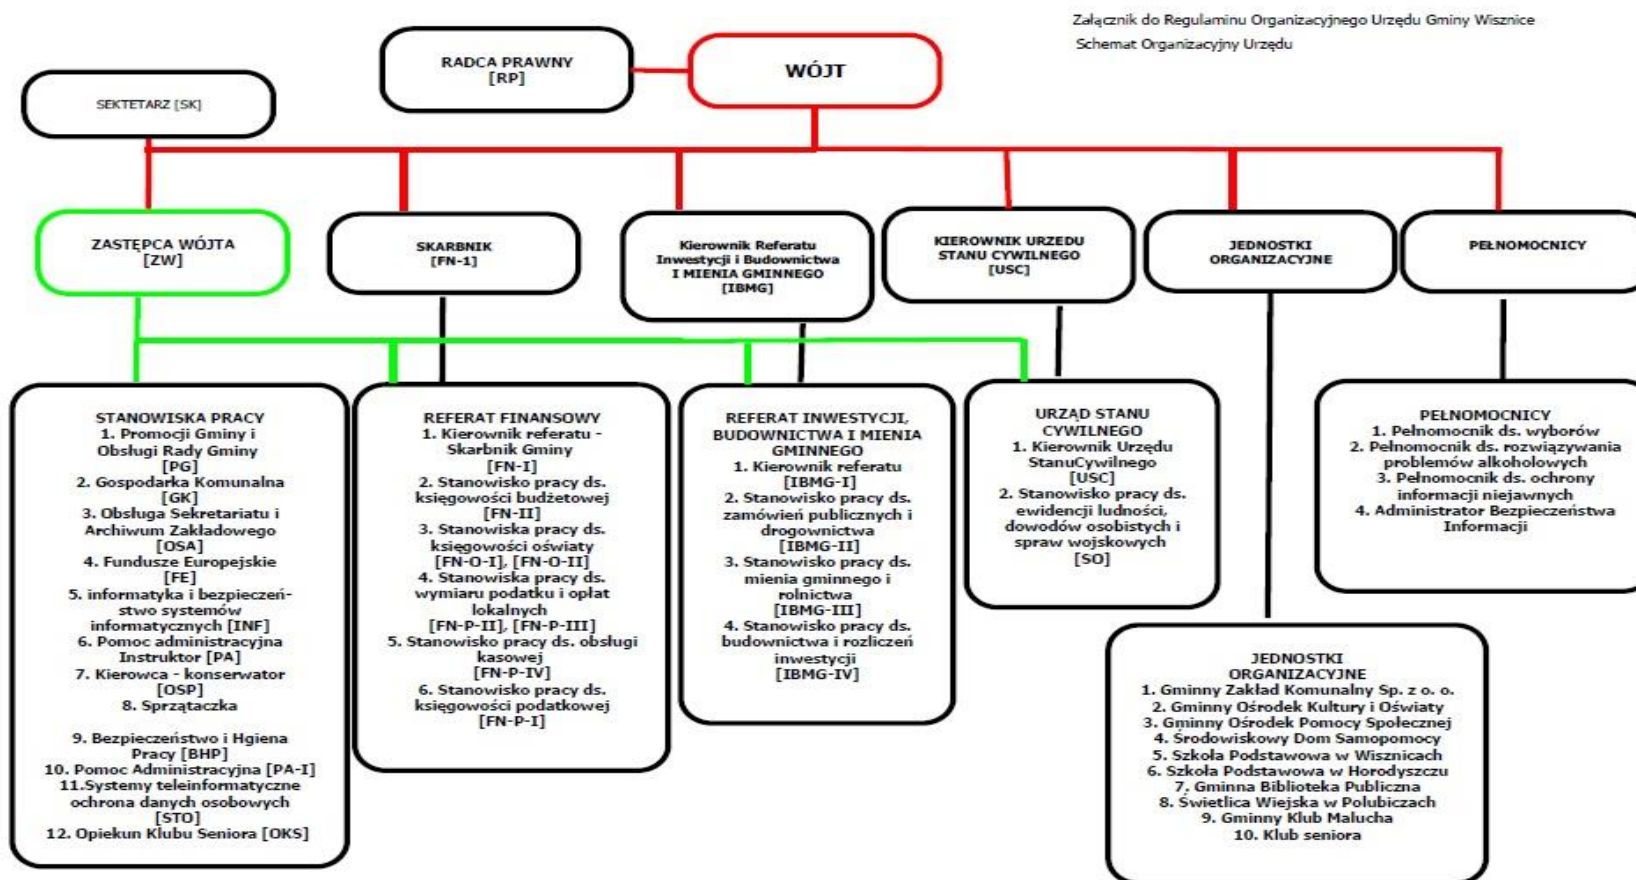 Załącznik do Regulaminu Organizacyjnego Urzędu Gminy Wisznice
Schemat Organizacyjny Urzędu
RADCA PRAWNY
[RP]
WÓJT
SEKTETARZ [SK]
ZASTĘPCA WÓJTA
[ZW]
SKARBNIK
[FN-1]
Kierownik Referatu
Inwestycji i Budownictwa
I MIENIA GMINNEGO
[IBMG]
KIEROWNIK URZEDU
STANU CYWILNEGO
[USC]
JEDNOSTKI
ORGANIZACYJNE
PEŁNOMOCNICY
STANOWISKA PRACY
1. Promocji Gminy i
Obsługi Rady Gminy
[PG]
2. Gospodarka Komunalna
[GK]
3. Obsługa Sekretariatu i
Archiwum Zakładowego
[OSA]
4. Fundusze Europejskie
[FE]
5. informatyka i bezpieczeń-
stwo systemów
informatycznych [INF]
6. Pomoc administracyjna
Instruktor [PA]
7. Kierowca - konserwator
[OSP]
8. Sprzątaczka
9. Bezpieczeństwo i Hgiena
Pracy [BHP]
10. Pomoc Administracyjna [PA-I]
11.Systemy teleinformatyczne
ochrona danych osobowych
[STO]
12. Opiekun Klubu Seniora [OKS]
REFERAT FINANSOWY
1. Kierownik referatu -
Skarbnik Gminy
[FN-I]
2. Stanowisko pracy ds.
księgowości budżetowej
[FN-II]
3. Stanowiska pracy ds.
księgowości oświaty
[FN-O-I], [FN-O-II]
4. Stanowiska pracy ds.
wymiaru podatku i opłat
lokalnych
[FN-P-II], [FN-P-III]
5. Stanowisko pracy ds. obsługi
kasowej
[FN-P-IV]
6. Stanowisko pracy ds.
księgowości podatkowej
[FN-P-I]
REFERAT INWESTYCJI,
BUDOWNICTWA I MIENIA
GMINNEGO
1. Kierownik referatu
[IBMG-I]
2. Stanowisko pracy ds.
zamówień publicznych i
drogownictwa
[IBMG-II]
3. Stanowisko pracy ds.
mienia gminnego i
rolnictwa
[IBMG-III]
4. Stanowisko pracy ds.
budownictwa i rozliczeń
inwestycji
[IBMG-IV]
URZĄD STANU
CYWILNEGO
1. Kierownik Urzędu
StanuCywilnego
[USC]
2. Stanowisko pracy ds.
ewidencji ludności,
dowodów osobistych i
spraw wojskowych
[SO]
PEŁNOMOCNICY
1. Pełnomocnik ds. wyborów
2. Pełnomocnik ds. rozwiązywania
problemów alkoholowych
3. Pełnomocnik ds. ochrony
informacji niejawnych
4. Administrator Bezpieczeństwa
Informacji
JEDNOSTKI
ORGANIZACYJNE
1. Gminny Zakład Komunalny Sp. z o. o.
2. Gminny Ośrodek Kultury i Oświaty
3. Gminny Ośrodek Pomocy Społecznej
4. Środowiskowy Dom Samopomocy
5. Szkoła Podstawowa w Wisznicach
6. Szkoła Podstawowa w Horodyszczu
7. Gminna Biblioteka Publiczna
8. Świetlica Wiejska w Polubiczach
9. Gminny Klub Malucha
10. Klub seniora